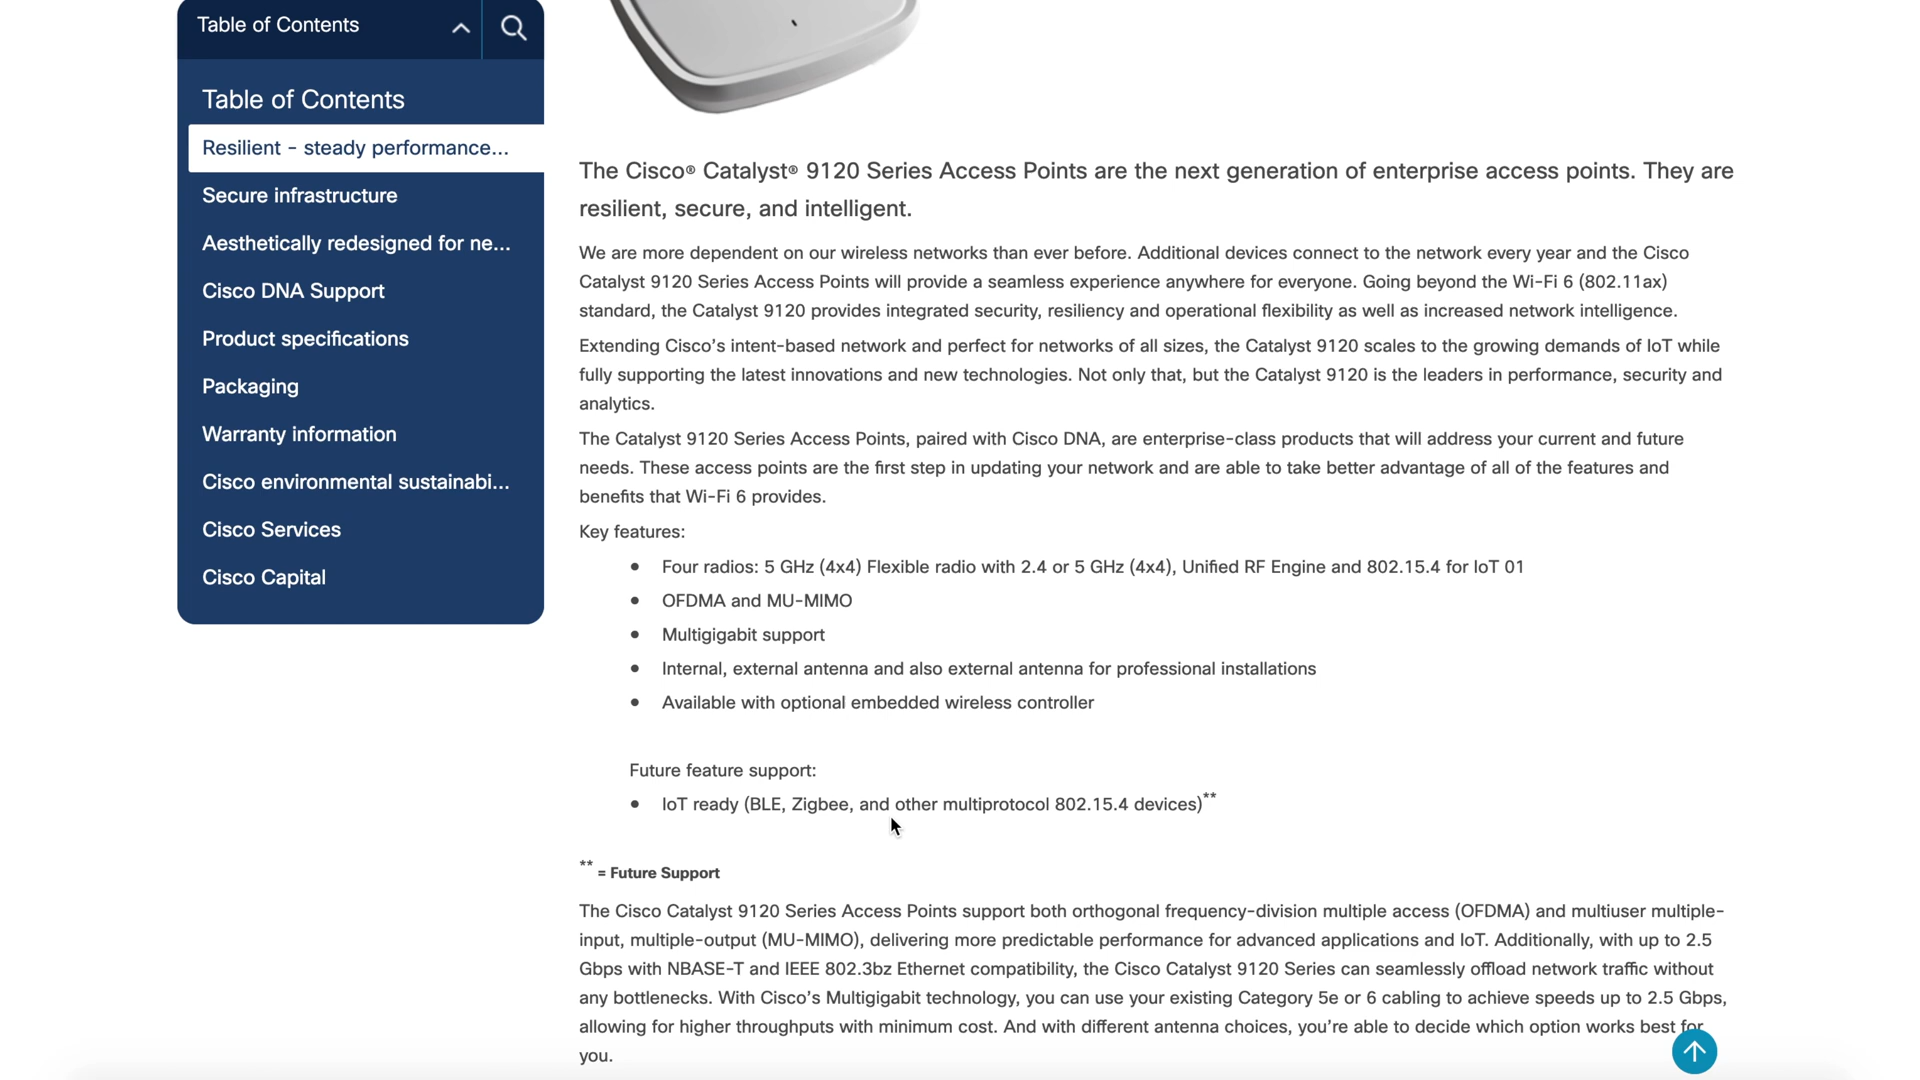 Table of Contents
Table of Contents
Resilient - steady performance...
Secure infrastructure
Aesthetically redesigned for ne...
Cisco DNA Support
Product specifications
Packaging
Warranty information
Cisco environmental sustainabi...
Cisco Services
Cisco Capital
The Cisco® Catalyst® 9120 Series Access Points are the next generation of enterprise access points. They are
resilient, secure, and intelligent.
We are more dependent on our wireless networks than ever before. Additional devices connect to the network every year and the Cisco
Catalyst 9120 Series Access Points will provide a seamless experience anywhere for everyone. Going beyond the Wi-Fi 6 (802.11ax)
standard, the Catalyst 9120 provides integrated security, resiliency and operational flexibility as well as increased network intelligence.
Extending Cisco's intent-based network and perfect for networks of all sizes, the Catalyst 9120 scales to the growing demands of IoT while
fully supporting the latest innovations and new technologies. Not only that, but the Catalyst 9120 is the leaders in performance, security and
analytics.
The Catalyst 9120 Series Access Points, paired with Cisco DNA, are enterprise-class products that will address your current and future
needs. These access points are the first step in updating your network and are able to take better advantage of all of the features and
benefits that Wi-Fi 6 provides.
Key features:
● Four radios: 5 GHz (4x4) Flexible radio with 2.4 or 5 GHz (4x4), Unified RF Engine and 802.15.4 for IoT 01
● OFDMA and MU-MIMO
● Multigigabit support
● Internal, external antenna and also external antenna for professional installations
● Available with optional embedded wireless controller
Future feature support:
● IoT ready (BLE, Zigbee, and other multiprotocol 802.15.4 devices)**
** = Future Support
The Cisco Catalyst 9120 Series Access Points support both orthogonal frequency-division multiple access (OFDMA) and multiuser multiple-
input, multiple-output (MU-MIMO), delivering more predictable performance for advanced applications and IoT. Additionally, with up to 2.5
Gbps with NBASE-T and IEEE 802.3bz Ethernet compatibility, the Cisco Catalyst 9120 Series can seamlessly offload network traffic without
any bottlenecks. With Cisco's Multigigabit technology, you can use your existing Category 5e or 6 cabling to achieve speeds up to 2.5 Gbps,
allowing for higher throughputs with minimum cost. And with different antenna choices, you're able to decide which option works best for
you.